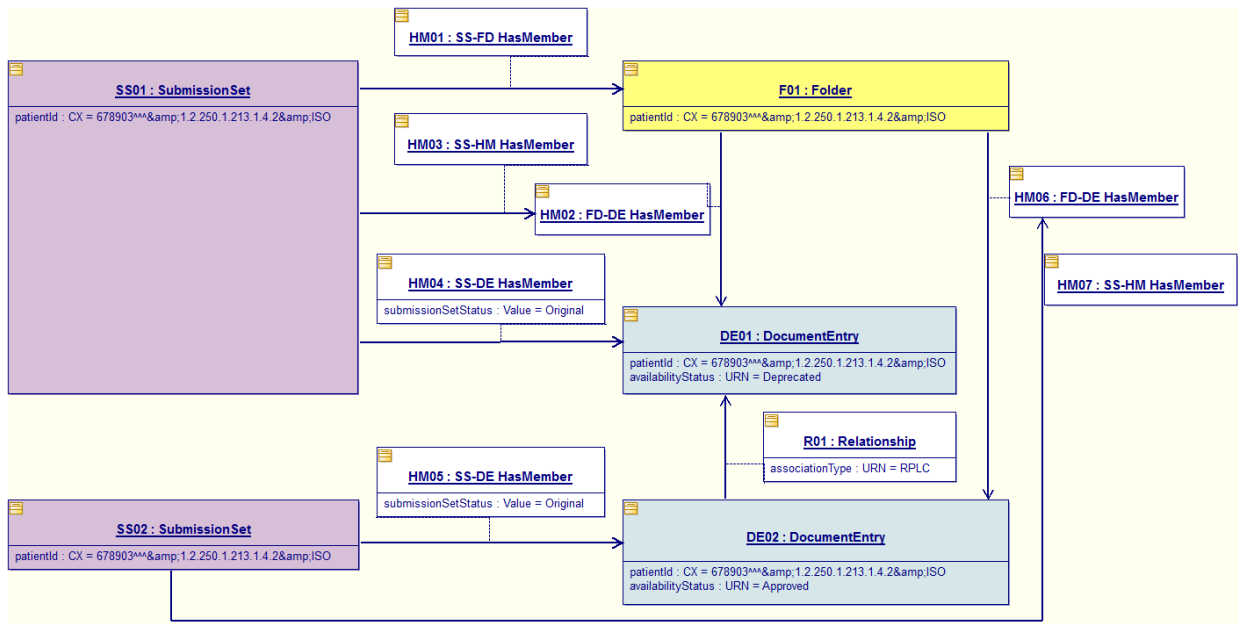 HM01 : SS-FD HasMember
SS01 : SubmissionSet
patientId : CX = 678903^^^&amp;1.2.250.1.213.1.4.2&amp;ISO
F01 : Folder
patientId : CX = 678903^^^&amp;1.2.250.1.213.1.4.2&amp;ISO
HM03 : SS-HM HasMember
HM02 : FD-DE HasMember
HM06 : FD-DE HasMember
HM04 : SS-DE HasMember
submissionSetStatus : Value = Original
HM07 : SS-HM HasMember
DE01 : DocumentEntry
patientId : CX = 678903^^^&amp;1.2.250.1.213.1.4.2&amp;ISO
availabilityStatus : URN = Deprecated
R01 : Relationship
associationType : URN = RPLC
HM05 : SS-DE HasMember
submissionSetStatus : Value = Original
SS02 : SubmissionSet
patientId : CX = 678903^^^&amp;1.2.250.1.213.1.4.2&amp;ISO
DE02 : DocumentEntry
patientId : CX = 678903^^^&amp;1.2.250.1.213.1.4.2&amp;ISO
availabilityStatus : URN = Approved